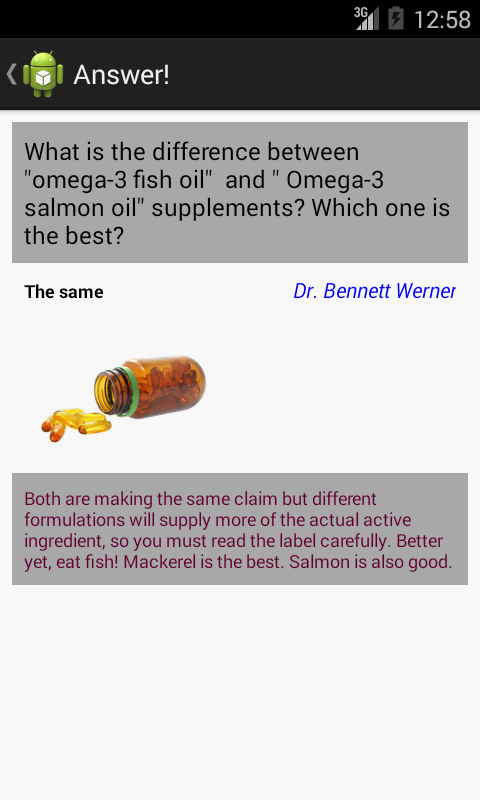 3G
12:58
Answer!
What is the difference between
"omega-3 fish oil"  and " Omega-3
salmon oil" supplements? Which one is
the best?
The same
Dr. Bennett Werner
Both are making the same claim but different
formulations will supply more of the actual active
ingredient, so you must read the label carefully. Better
yet, eat fish! Mackerel is the best. Salmon is also good.